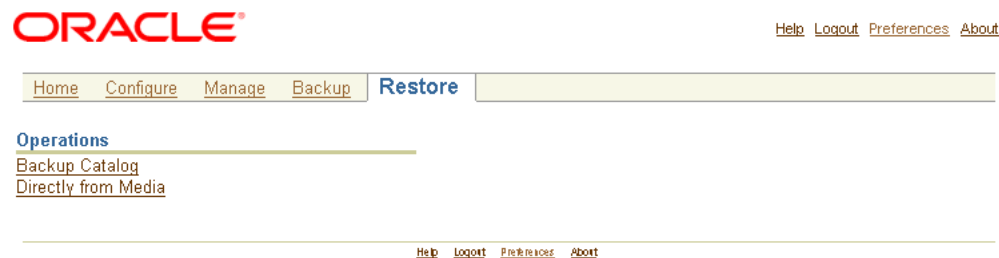 ORACLE
Help Logout Preferences About
Home Configure Manage Backup Restore
Operations
Backup Catalog
Directly from Media
Help Logout Preferences About